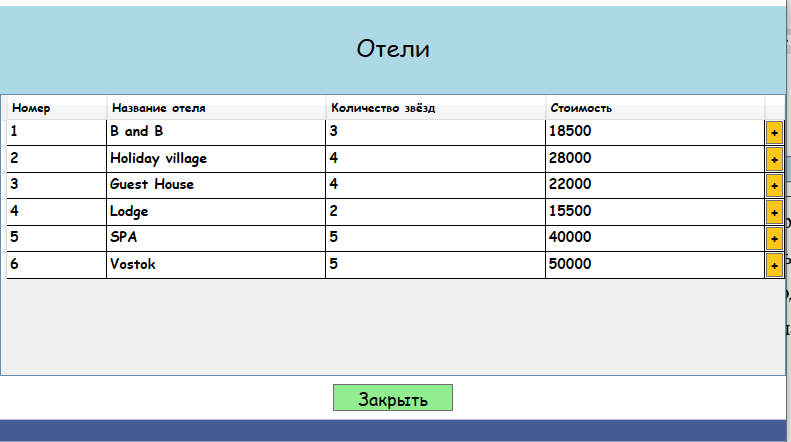 Отели
Номер Название отеля Количество звёзд Стоимость
1 B and B 3 18500 +
2 Holiday village 4 28000 +
3 Guest House 4 22000 +
4 Lodge 2 15500 +
5 SPA 5 40000 +
6 Vostok 5 50000 +
Закрыть